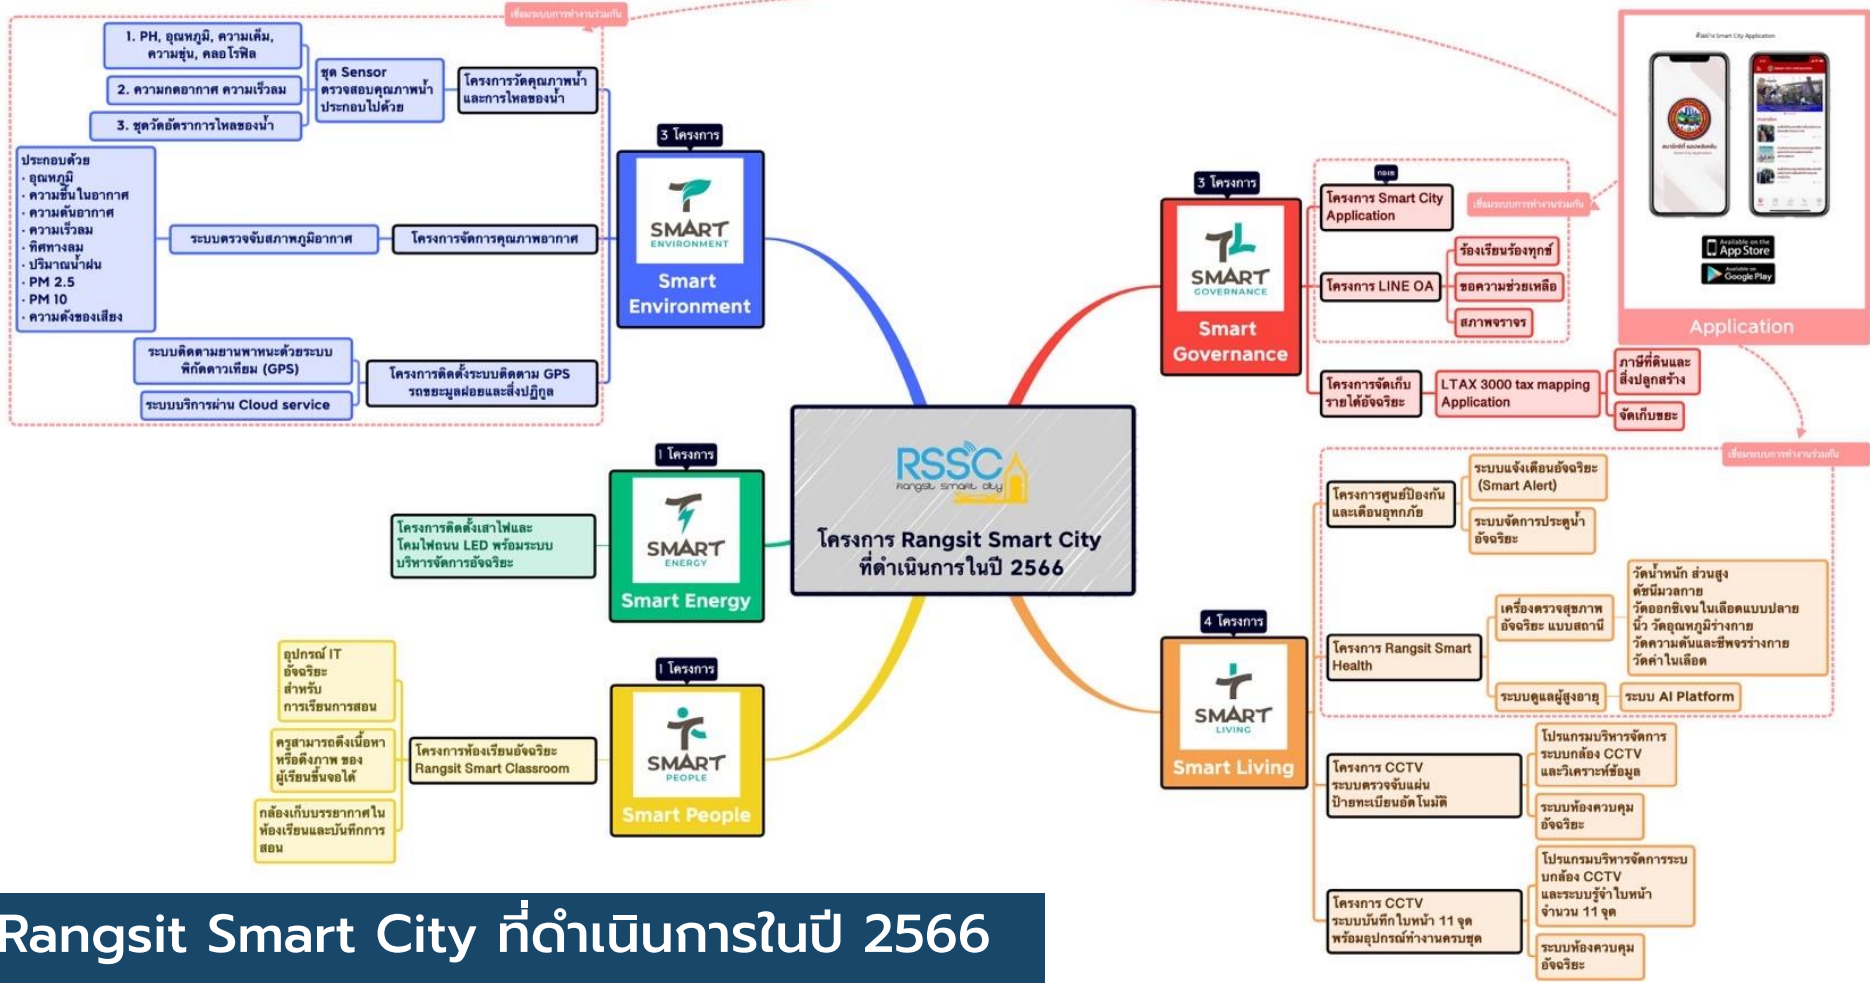 เชื่อมระบบการทำงานร่วมกัน
1. PH, อุณหภูมิ, ความเค็ม,
ความขุ่น, คลอโรฟิล
2. ความกดอากาศ ความเร็วลม
3. ชุดวัดอัตราการไหลของน้ำ
ชุด Sensor
ตรวจสอบคุณภาพน้ำ
ประกอบไปด้วย
โครงการวัดคุณภาพน้ำ
และการไหลของน้ำ
ประกอบด้วย
· อุณหภูมิ
· ความชื้นในอากาศ
· ความดันอากาศ
· ความเร็วลม
· ทิศทางลม
· ปริมาณน้ำฝน
· PM 2.5
· PM 10
· ความดังของเสียง
ระบบตรวจจับสภาพภูมิอากาศ
โครงการจัดการคุณภาพอากาศ
ระบบติดตามยานพาหนะด้วยระบบ
พิกัดดาวเทียม (GPS)
ระบบบริการผ่าน Cloud service
โครงการติดตั้งระบบติดตาม GPS
รถขยะมูลฝอยและสิ่งปฏิกูล
3 โครงการ
SMART
ENVIRONMENT
Smart
Environment
1 โครงการ
SMART
ENERGY
Smart Energy
โครงการติดตั้งเสาไฟและ
โคมไฟถนน LED พร้อมระบบ
บริหารจัดการอัจฉริยะ
1 โครงการ
SMART
PEOPLE
Smart People
โครงการห้องเรียนอัจฉริยะ
Rangsit Smart Classroom
อุปกรณ์ IT
อัจฉริยะ
สำหรับ
การเรียนการสอน
ครูสามารถดึงเนื้อหา
หรือดึงภาพ ของ
ผู้เรียนขึ้นจอได้
กล้องเก็บบรรยากาศใน
ห้องเรียนและบันทึกการ
สอน
RSSC
Rangsit smart city
โครงการ Rangsit Smart City
ที่ดำเนินการในปี 2566
3 โครงการ
SMART
GOVERNANCE
Smart
Governance
กองยุ
โครงการ Smart City
Application
เชื่อมระบบการทำงานร่วมกัน
โครงการ LINE OA
ร้องเรียนร้องทุกข์
ขอความช่วยเหลือ
สภาพจราจร
โครงการจัดเก็บ
รายได้อัจฉริยะ
LTAX 3000 tax mapping
Application
ภาษีที่ดินและ
สิ่งปลูกสร้าง
จัดเก็บขยะ
ตัวอย่าง Smart City Application
Available on the
App Store
Available on
Google Play
Application
เชื่อมระบบการทำงานร่วมกัน
4 โครงการ
SMART
LIVING
Smart Living
โครงการศูนย์ป้องกัน
และเตือนอุทกภัย
ระบบแจ้งเตือนอัจฉริยะ
(Smart Alert)
ระบบจัดการประตูน้ำ
อัจฉริยะ
โครงการ Rangsit Smart
Health
เครื่องตรวจสุขภาพ
อัจฉริยะ แบบสถานี
วัดน้ำหนัก ส่วนสูง
ดัชนีมวลกาย
วัดออกซิเจนในเลือดแบบปลาย
นิ้ว วัดอุณหภูมิร่างกาย
วัดความดันและชีพจรร่างกาย
วัดค่าในเลือด
ระบบดูแลผู้สูงอายุ
ระบบ AI Platform
โครงการ CCTV
ระบบตรวจจับแผ่น
ป้ายทะเบียนอัตโนมัติ
โปรแกรมบริหารจัดการ
ระบบกล้อง CCTV
และวิเคราะห์ข้อมูล
ระบบห้องควบคุม
อัจฉริยะ
โครงการ CCTV
ระบบบันทึกใบหน้า 11 จุด
พร้อมอุปกรณ์ทำงานครบชุด
โปรแกรมบริหารจัดการระบ
บกล้อง CCTV
และระบบรู้จำใบหน้า
จำนวน 11 จุด
ระบบห้องควบคุม
อัจฉริยะ
Rangsit Smart City ที่ดำเนินการในปี 2566